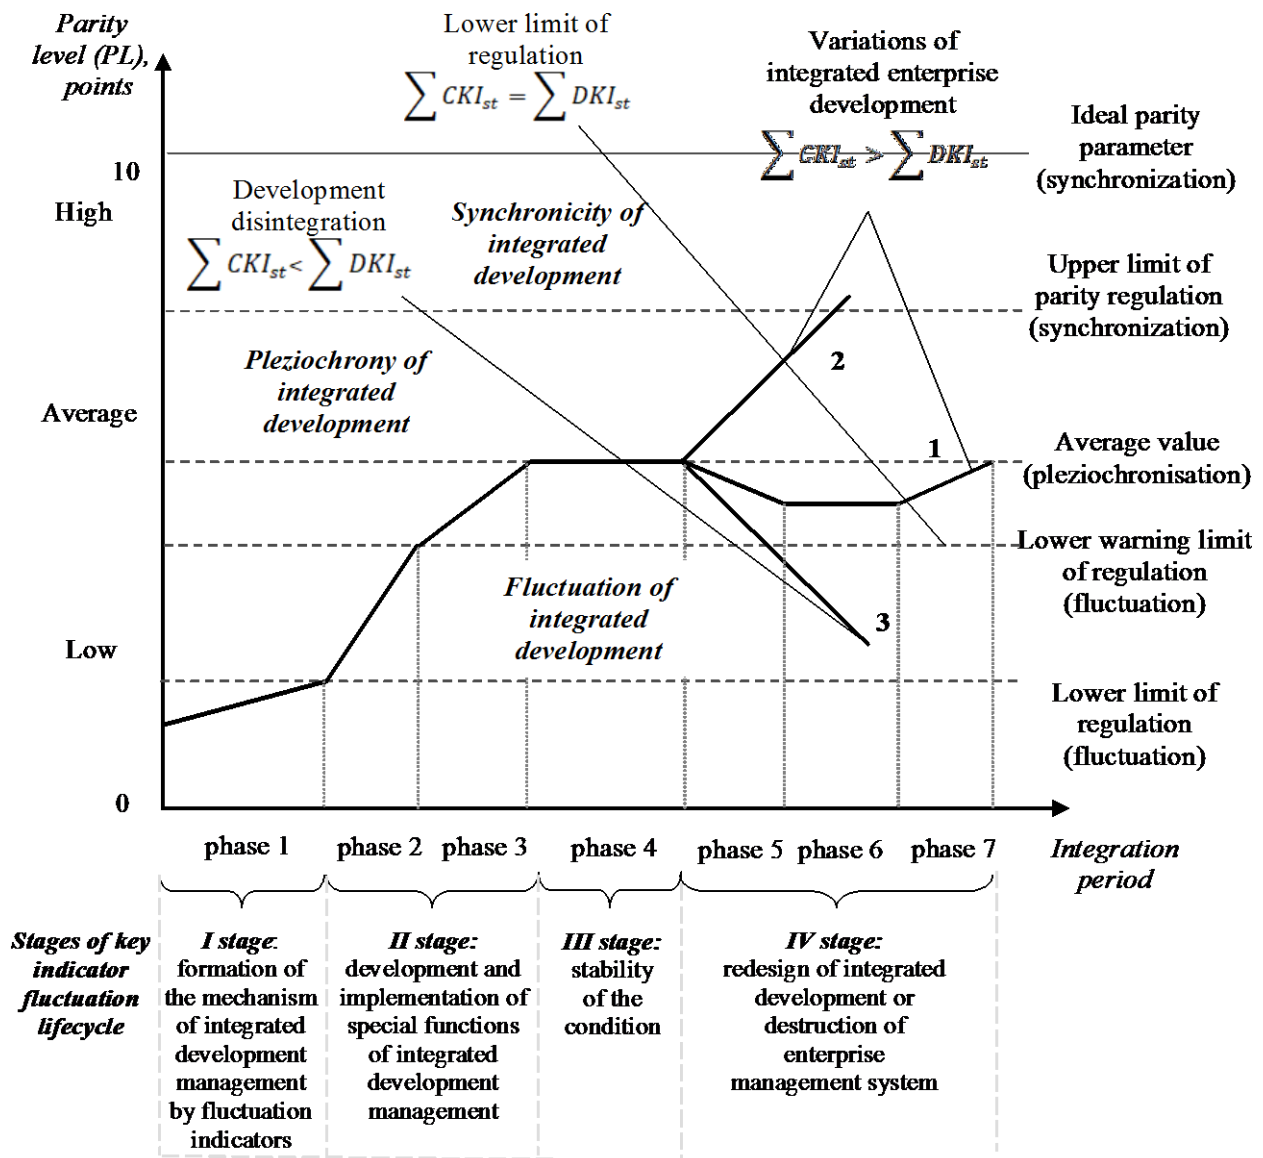 Parity
level (PL),
points
Lower limit of
regulation
∑ CKI_st = ∑ DKI_st
Variations of
integrated enterprise
development
∑ CKI_st > ∑ DKI_st
Ideal parity
parameter
(synchronization)
10
High
Development
disintegration
∑ CKI_st < ∑ DKI_st
Synchronicity of
integrated
development
Upper limit of
parity regulation
(synchronization)
Pleziochrony of
integrated
development
2
Average
1
Average value
(pleziochronisation)
Lower warning limit
of regulation
(fluctuation)
Fluctuation of
integrated
development
3
Low
Lower limit of
regulation
(fluctuation)
0
phase 1
phase 2
phase 3
phase 4
phase 5
phase 6
phase 7
Integration
period
Stages of key
indicator
fluctuation
lifecycle
I stage:
formation of
the mechanism
of integrated
development
management
by fluctuation
indicators
II stage:
development and
implementation of
special functions
of integrated
development
management
III stage:
stability
of the
condition
IV stage:
redesign of integrated
development or
destruction of
enterprise
management system